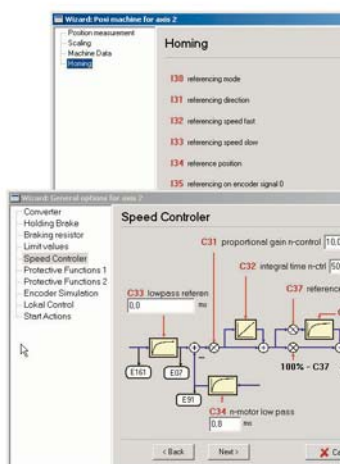 Wizard: Posi machine for axis 2
Position measurement
Scaling
Machine Data
Homing
Homing
I30 referencing mode
I31 referencing direction
I32 referencing speed fast
I33 referencing speed slow
I34 reference position
I35 referencing on encoder signal 0
Wizard: General options for axis 2
Converter
Holding Brake
Braking resistor
Limit values
Speed Controler
Protective Functions 1
Protective Functions 2
Encoder Simulation
Lokal Control
Start Actions
Speed Controler
C31 proportional gain n-control 10,0
C32 integral time n-ctrl 50
C37 reference
C33 lowpass referen
0,0 ms
E161
E07
100% - C37
E91
C34 n-motor low pass
0,8 ms
< Back
Next >
Ca